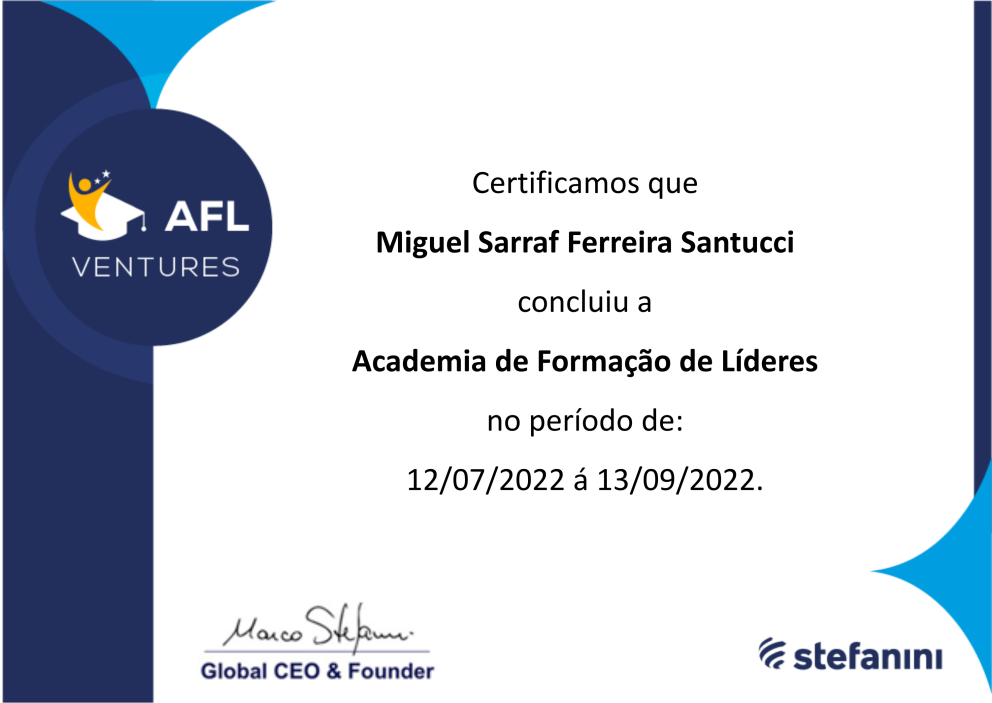 AFL
VENTURES
Certificamos que
Miguel Sarraf Ferreira Santucci
concluiu a
Academia de Formação de Líderes
no período de:
12/07/2022 á 13/09/2022.
Marco Stefanini
Global CEO & Founder
stefanini